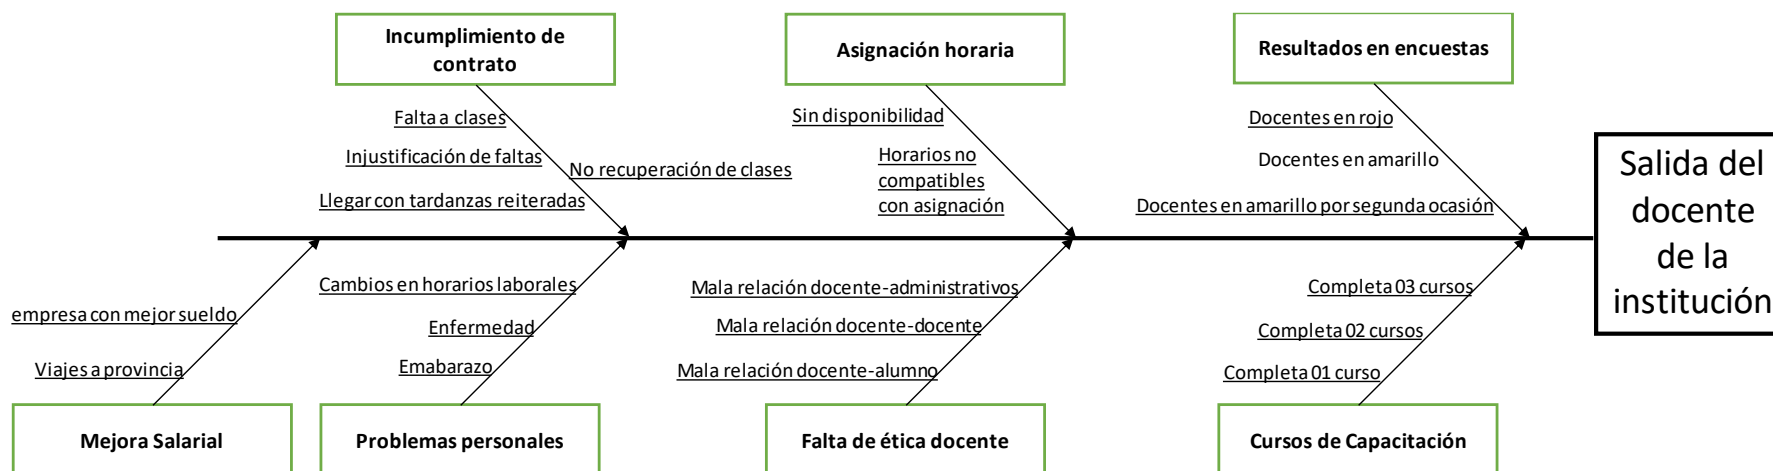 Incumplimiento de
contrato
Asignación horaria
Resultados en encuestas
Falta a clases
Injustificación de faltas
No recuperación de clases
Llegar con tardanzas reiteradas
Sin disponibilidad
Horarios no
compatibles
con asignación
Docentes en rojo
Docentes en amarillo
Docentes en amarillo por segunda ocasión
Salida del
docente
de la
institución
empresa con mejor sueldo
Viajes a provincia
Cambios en horarios laborales
Enfermedad
Emabarazo
Mala relación docente-administrativos
Mala relación docente-docente
Mala relación docente-alumno
Completa 03 cursos
Completa 02 cursos
Completa 01 curso
Mejora Salarial
Problemas personales
Falta de ética docente
Cursos de Capacitación